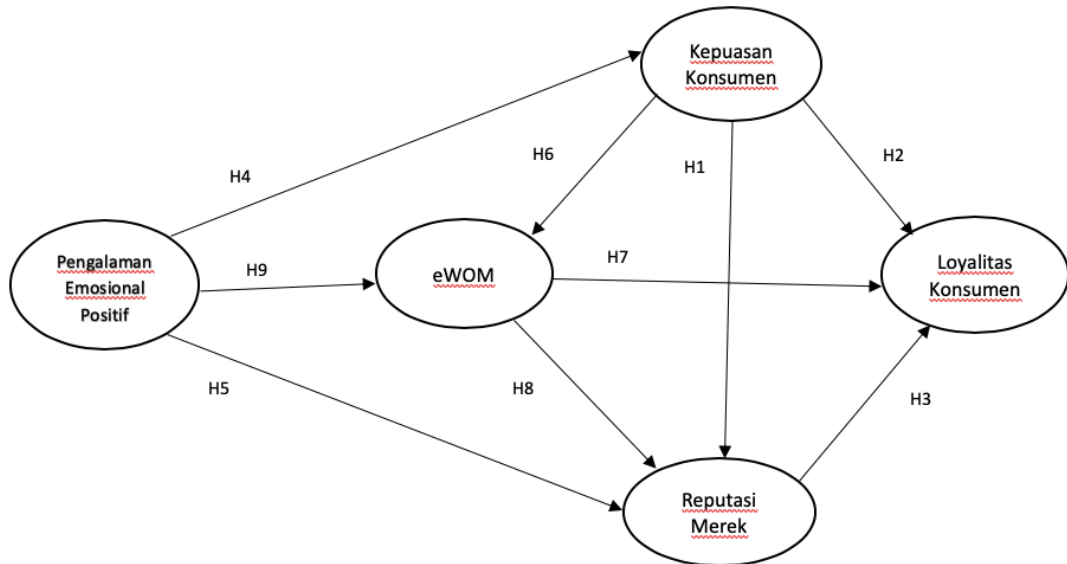 Kepuasan
Konsumen
H6
H1
H2
H4
Pengalaman
Emosional
Positif
H9
eWOM
H7
Loyalitas
Konsumen
H5
H8
H3
Reputasi
Merek